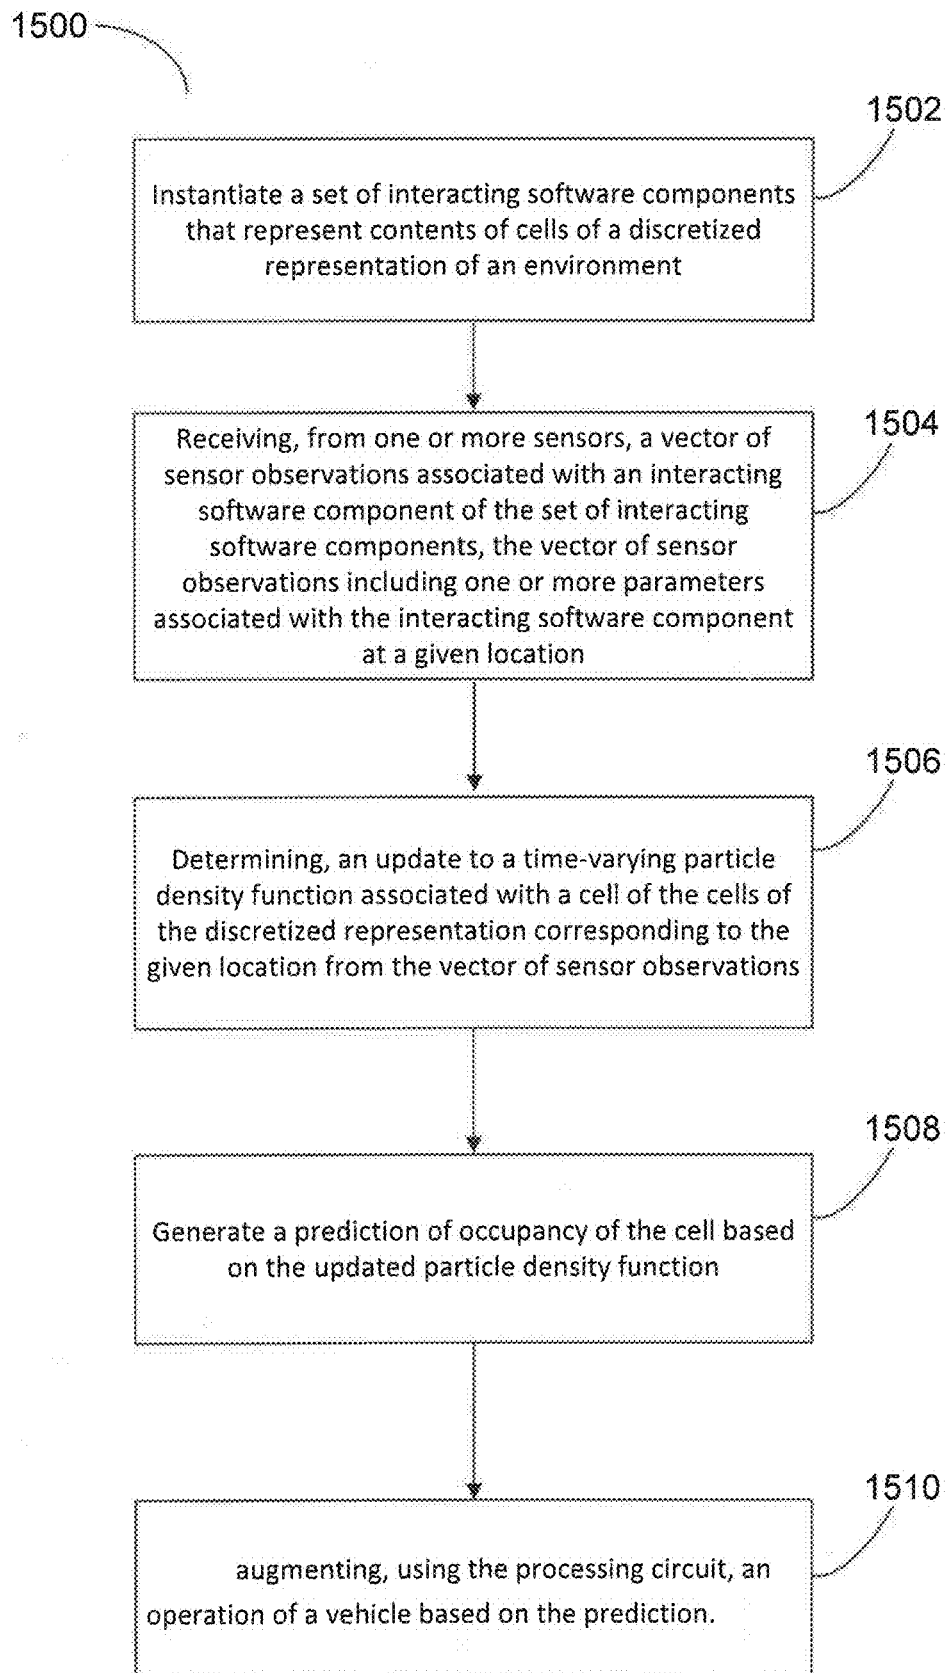 1500
1502
Instantiate a set of interacting software components
that represent contents of cells of a discretized
representation of an environment
1504
Receiving, from one or more sensors, a vector of
sensor observations associated with an interacting
software component of the set of interacting
software components, the vector of sensor
observations including one or more parameters
associated with the interacting software component
at a given location
1506
Determining, an update to a time-varying particle
density function associated with a cell of the cells of
the discretized representation corresponding to the
given location from the vector of sensor observations
1508
Generate a prediction of occupancy of the cell based
on the updated particle density function
1510
augmenting, using the processing circuit, an
operation of a vehicle based on the prediction.